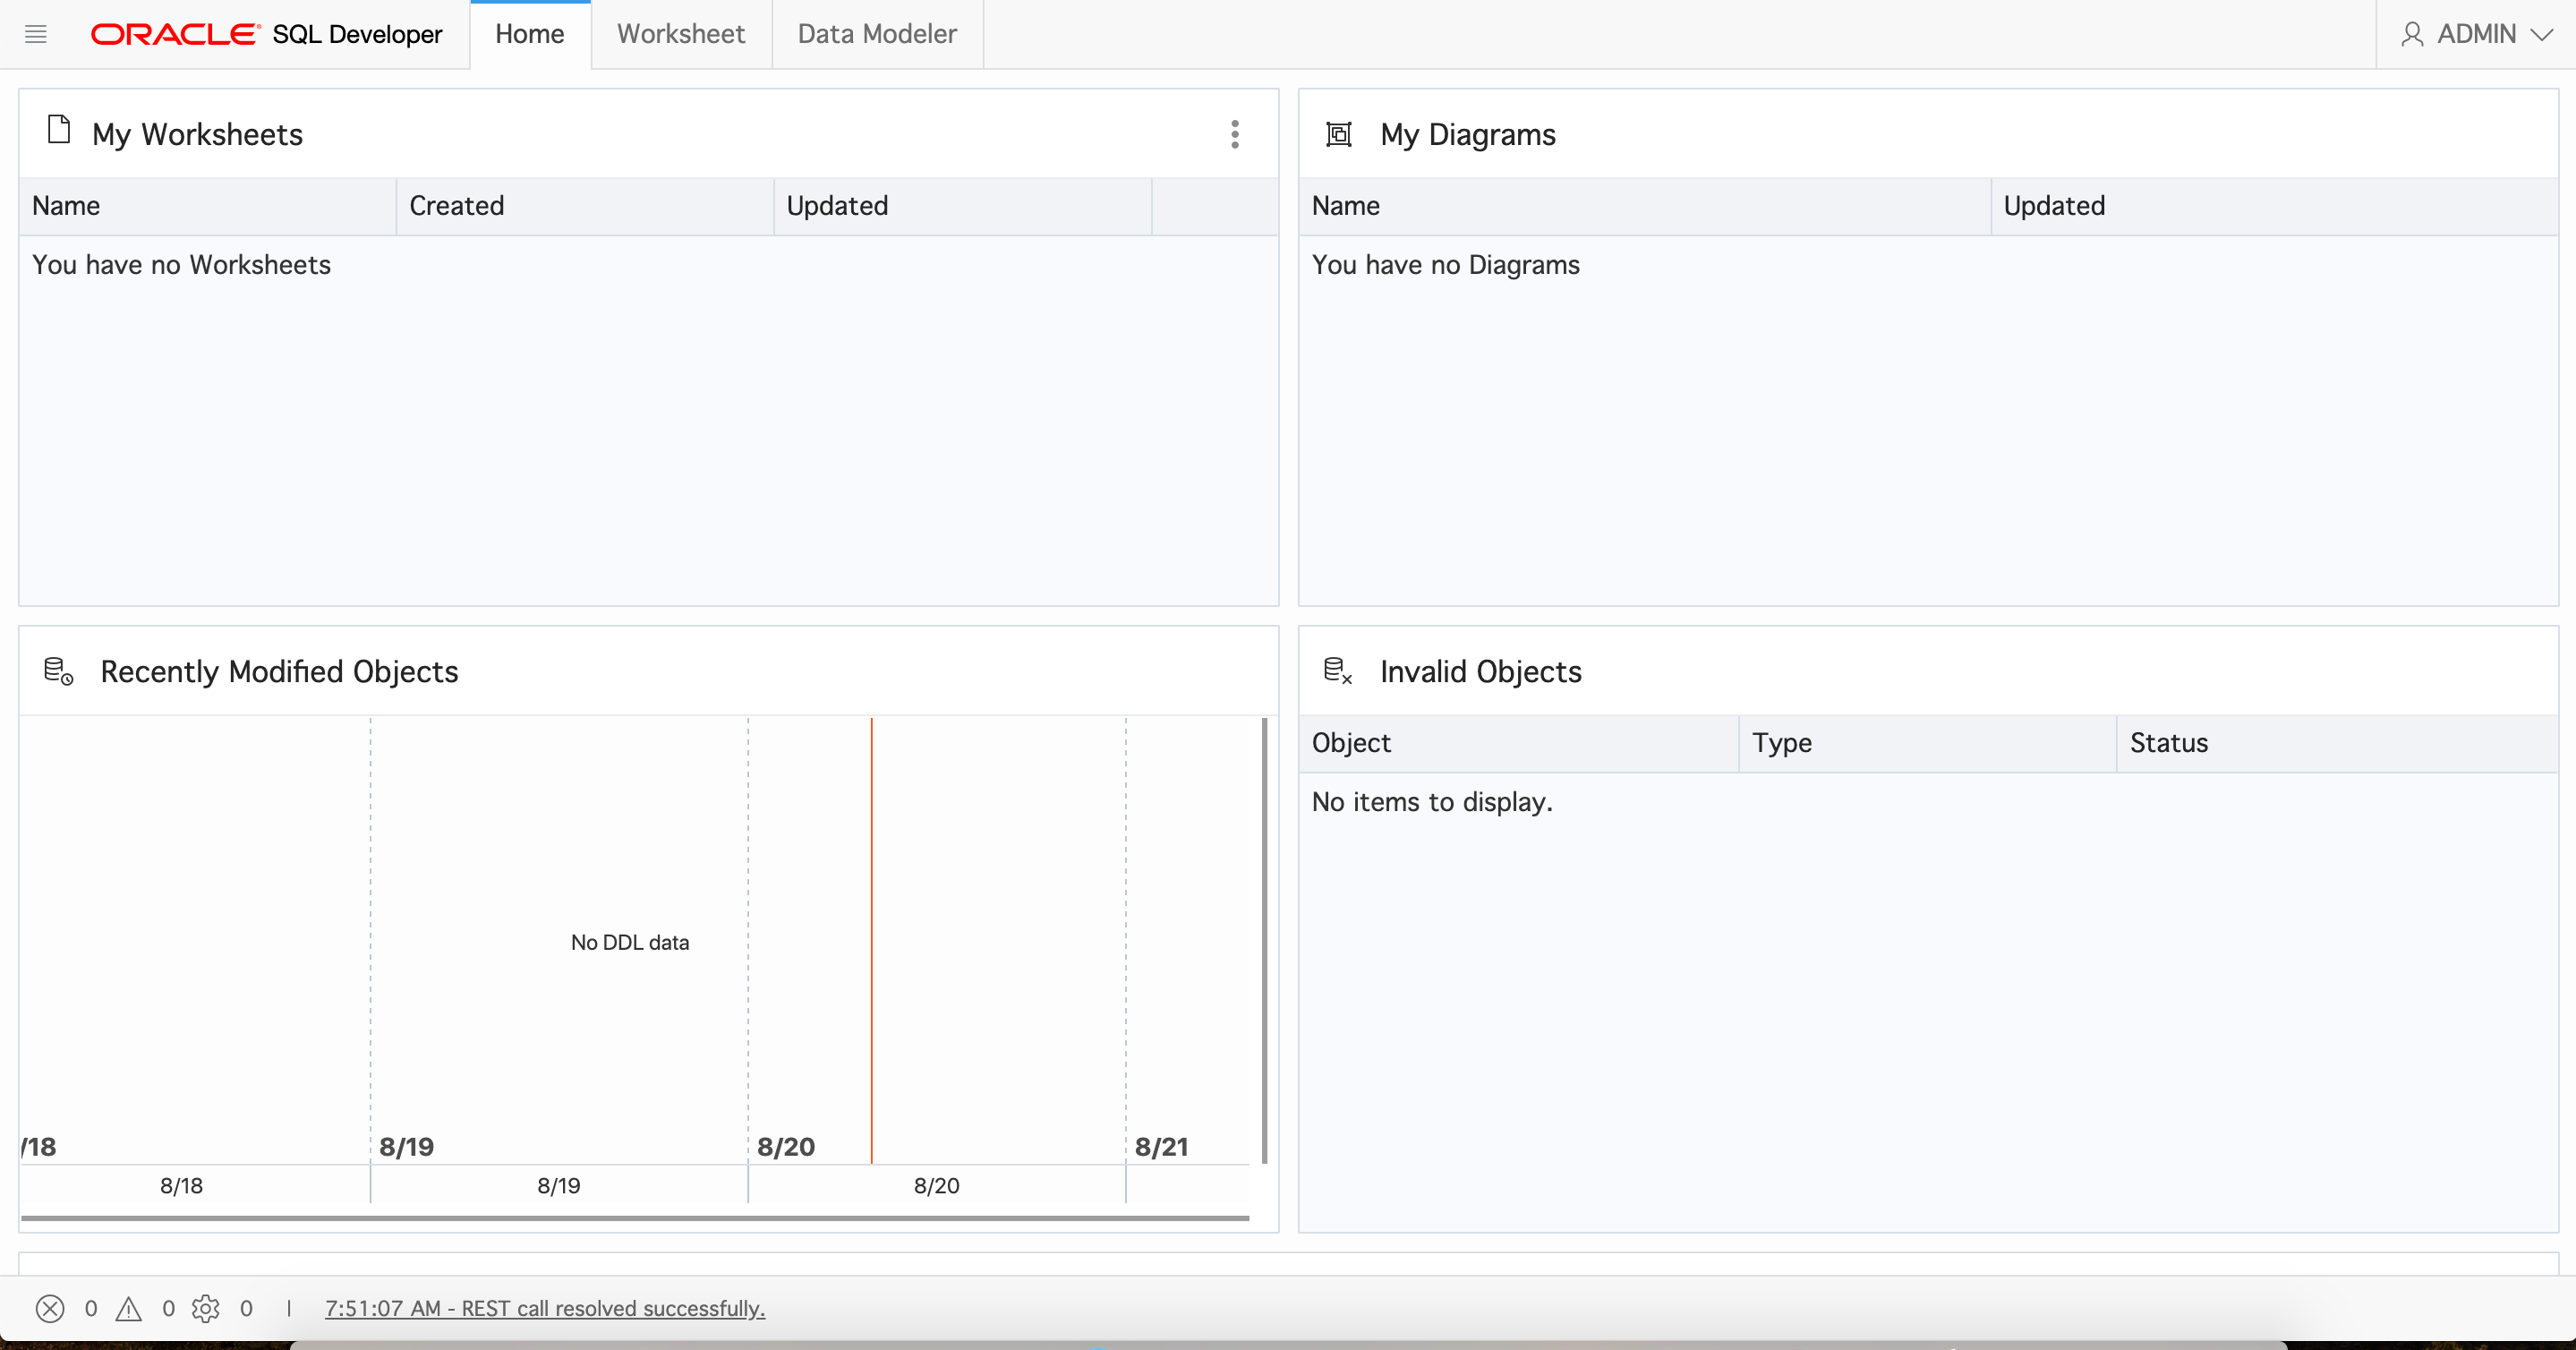 ORACLE SQL Developer Home Worksheet Data Modeler ADMIN
My Worksheets
Name Created Updated
You have no Worksheets
My Diagrams
Name Updated
You have no Diagrams
Recently Modified Objects
No DDL data
/18 8/19 8/20 8/21
8/18 8/19 8/20
Invalid Objects
Object Type Status
No items to display.
0 0 0 | 7:51:07 AM - REST call resolved successfully.